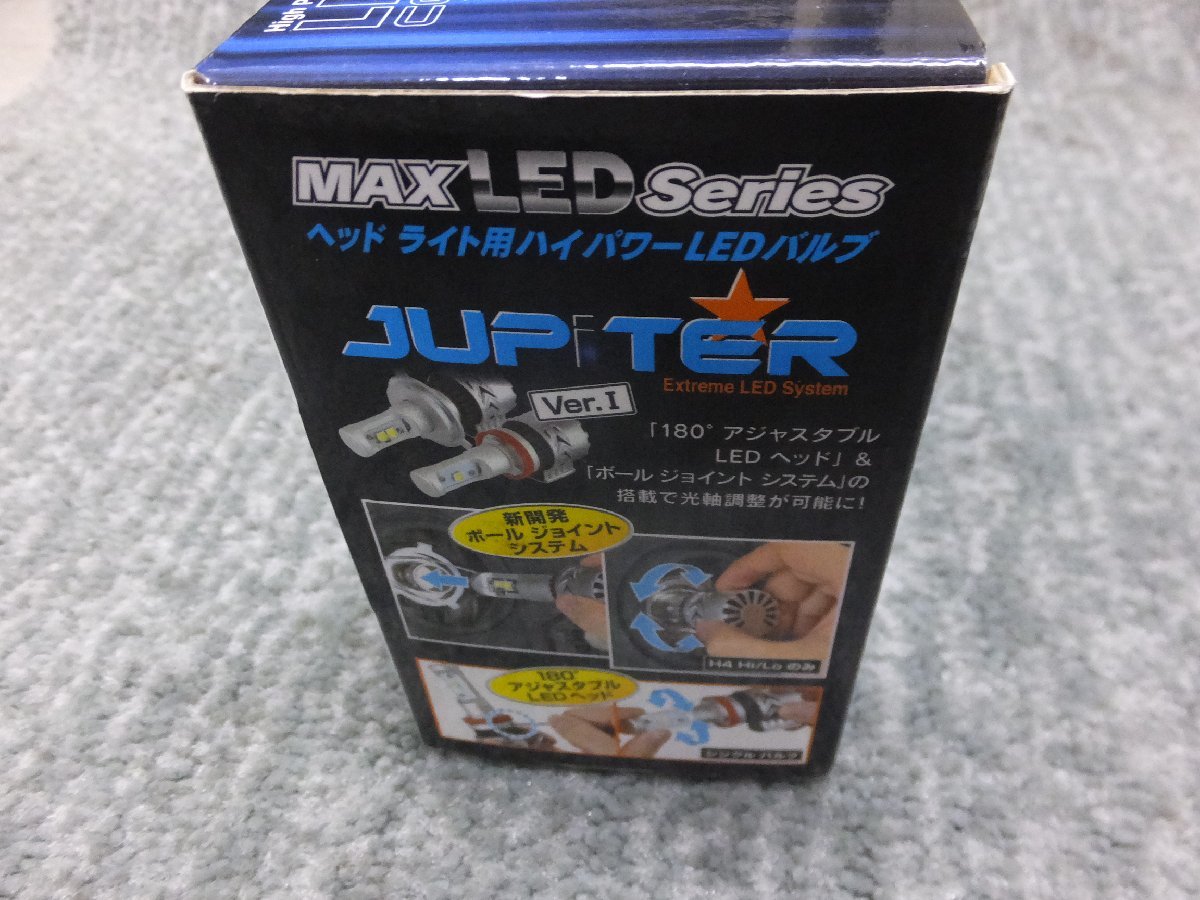 High P
MAX LED Series
ヘッド ライト用ハイパワーLEDバルブ
JUPiTER
Extreme LED System
Ver.I
「180° アジャスタブル
LED ヘッド」&
「ボール ジョイント システム」の
搭載で光軸調整が可能に!
新開発
ボール ジョイント
システム
H4 Hi/Lo のみ
180°
アジャスタブル
LED ヘッド
シングル バルブ